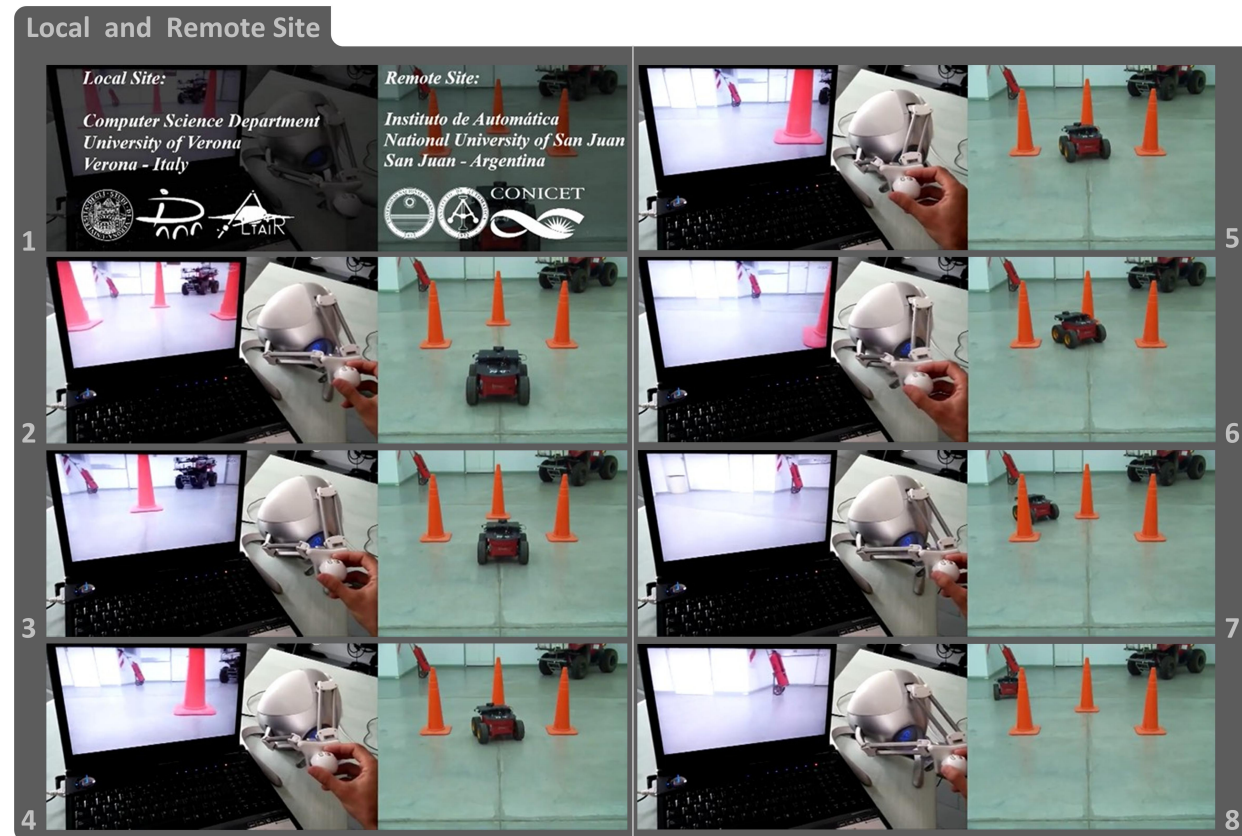 Local and Remote Site
Local Site:
Computer Science Department
University of Verona
Verona - Italy
ALTAIR
Remote Site:
Instituto de Automática
National University of San Juan
San Juan - Argentina
CONICET
1
2
3
4
5
6
7
8